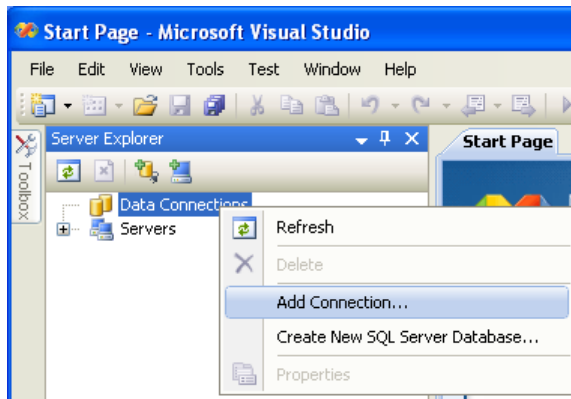 Start Page - Microsoft Visual Studio
File Edit View Tools Test Window Help
Server Explorer
Start Page
Toolbox
Data Connections
Servers
Refresh
Delete
Add Connection...
Create New SQL Server Database...
Properties